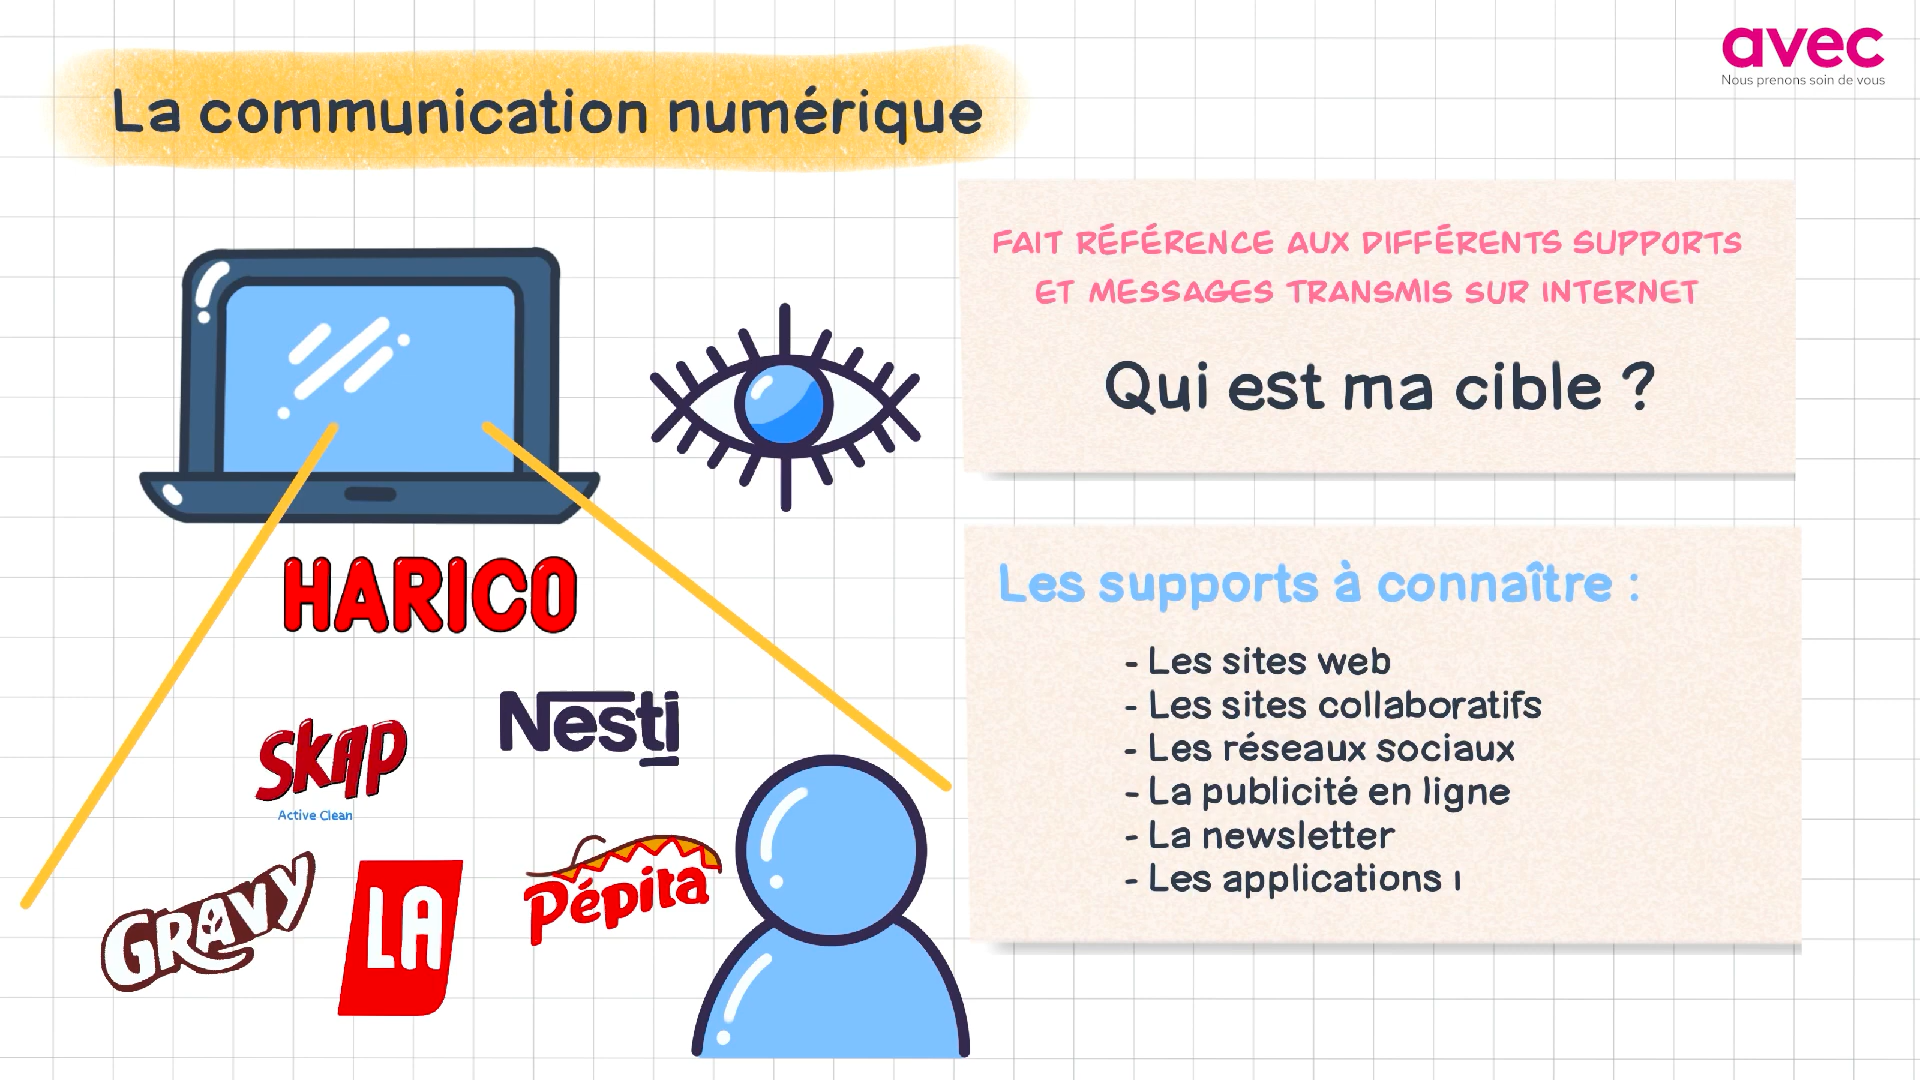 La communication numérique
avec
Nous prenons soin de vous
FAIT RÉFÉRENCE AUX DIFFÉRENTS SUPPORTS
ET MESSAGES TRANSMIS SUR INTERNET
Qui est ma cible ?
HARICO
Nesti
Skap
Active Clean
GRAVY
LA
Pépita
Les supports à connaître :
- Les sites web
- Les sites collaboratifs
- Les réseaux sociaux
- La publicité en ligne
- La newsletter
- Les applications